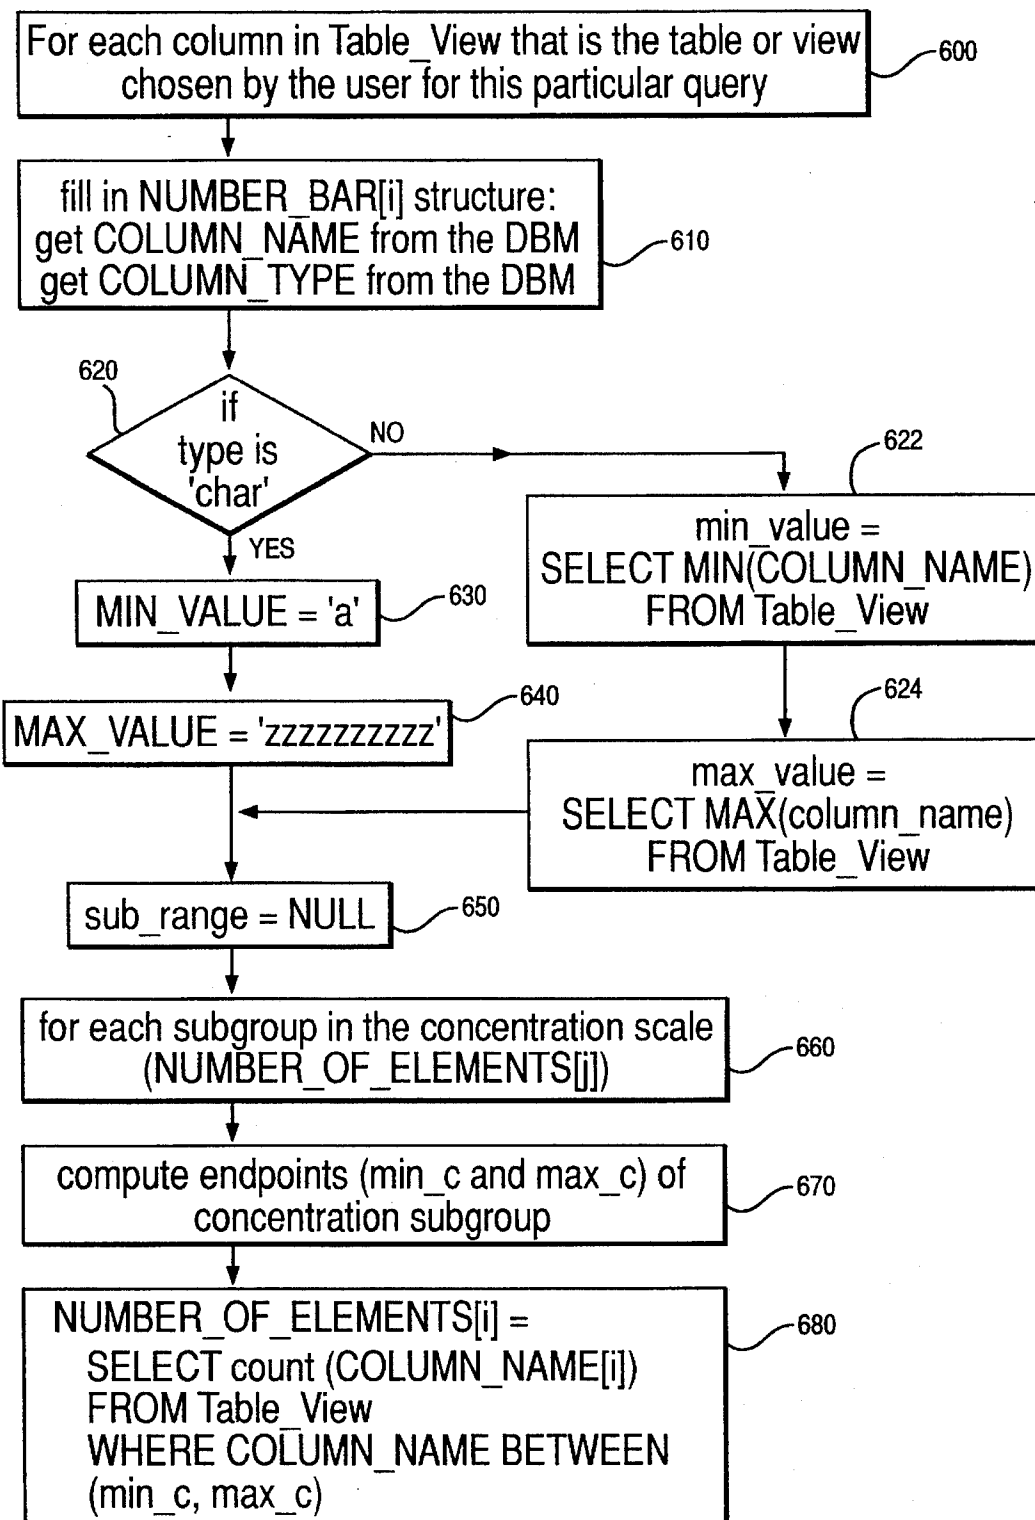 For each column in Table_View that is the table or view
chosen by the user for this particular query
600
fill in NUMBER_BAR[i] structure:
get COLUMN_NAME from the DBM
get COLUMN_TYPE from the DBM
610
620
if
type is
'char'
NO
YES
622
min_value =
SELECT MIN(COLUMN_NAME)
FROM Table_View
MIN_VALUE = 'a'
630
MAX_VALUE = 'zzzzzzzzzz'
640
624
max_value =
SELECT MAX(column_name)
FROM Table_View
sub_range = NULL
650
for each subgroup in the concentration scale
(NUMBER_OF_ELEMENTS[j])
660
compute endpoints (min_c and max_c) of
concentration subgroup
670
NUMBER_OF_ELEMENTS[i] =
SELECT count (COLUMN_NAME[i])
FROM Table_View
WHERE COLUMN_NAME BETWEEN
(min_c, max_c)
680